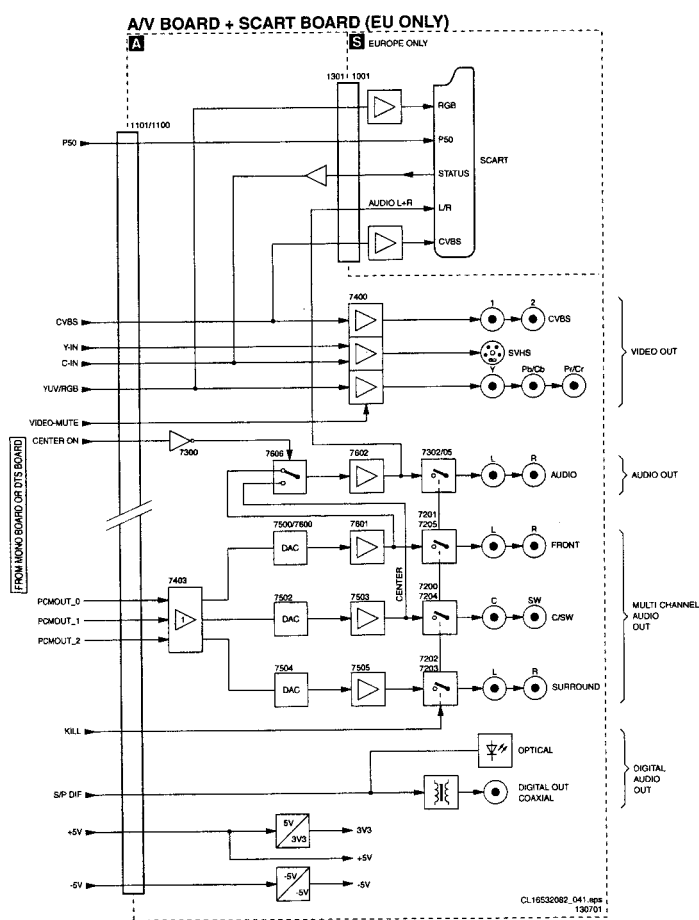 A/V BOARD + SCART BOARD (EU ONLY)
A
S EUROPE ONLY
1301 1001
RGB
1101/1100
P50
P50
SCART
STATUS
AUDIO L+R
L/R
CVBS
7400
1 2
CVBS
CVBS
Y-IN
SVHS
VIDEO OUT
C-IN
Y Pb/Cb Pr/Cr
YUV/RGB
VIDEO-MUTE
CENTER ON
7300
7606
7602
7302/05
L R
AUDIO
AUDIO OUT
FROM MONO BOARD OR DTS BOARD
7500/7600
7601
7201
7205
L R
DAC
FRONT
7403
CENTER
7200
7204
PCMOUT_0
7502
7503
C SW
MULTI CHANNEL
AUDIO
OUT
PCMOUT_1
1
DAC
C/SW
PCMOUT_2
7504
7505
7202
7203
L R
DAC
SURROUND
KILL
OPTICAL
DIGITAL
AUDIO
OUT
S/P DIF
DIGITAL OUT
COAXIAL
+5V
5V
3V3
3V3
+5V
-5V
-5V
-5V
-5V
CL16532082_041.eps
130701